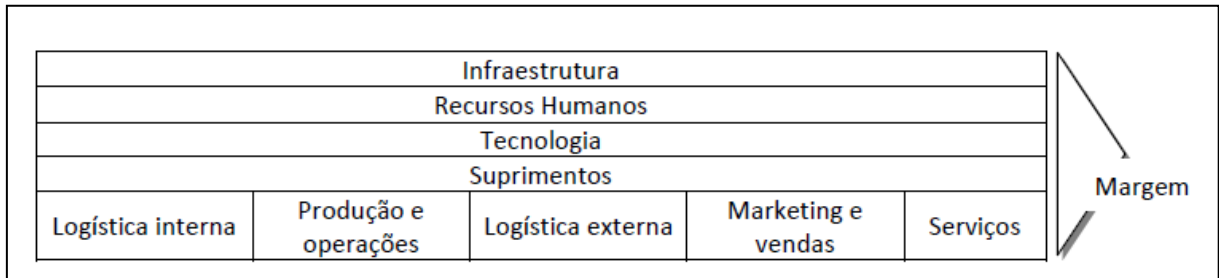 Infraestrutura
Recursos Humanos
Tecnologia
Suprimentos
Logística interna
Produção e
operações
Logística externa
Marketing e
vendas
Serviços
Margem